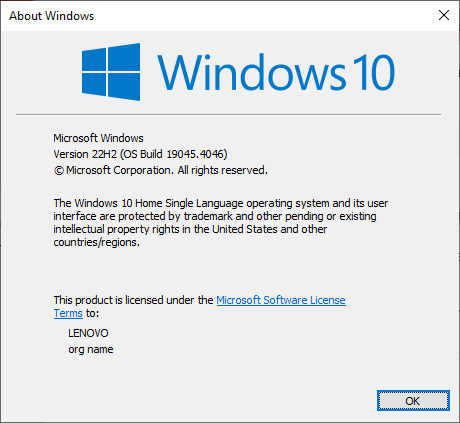 About Windows
Windows 10
Microsoft Windows
Version 22H2 (OS Build 19045.4046)
© Microsoft Corporation. All rights reserved.
The Windows 10 Home Single Language operating system and its user
interface are protected by trademark and other pending or existing
intellectual property rights in the United States and other
countries/regions.
This product is licensed under the Microsoft Software License
Terms to:
LENOVO
org name
OK